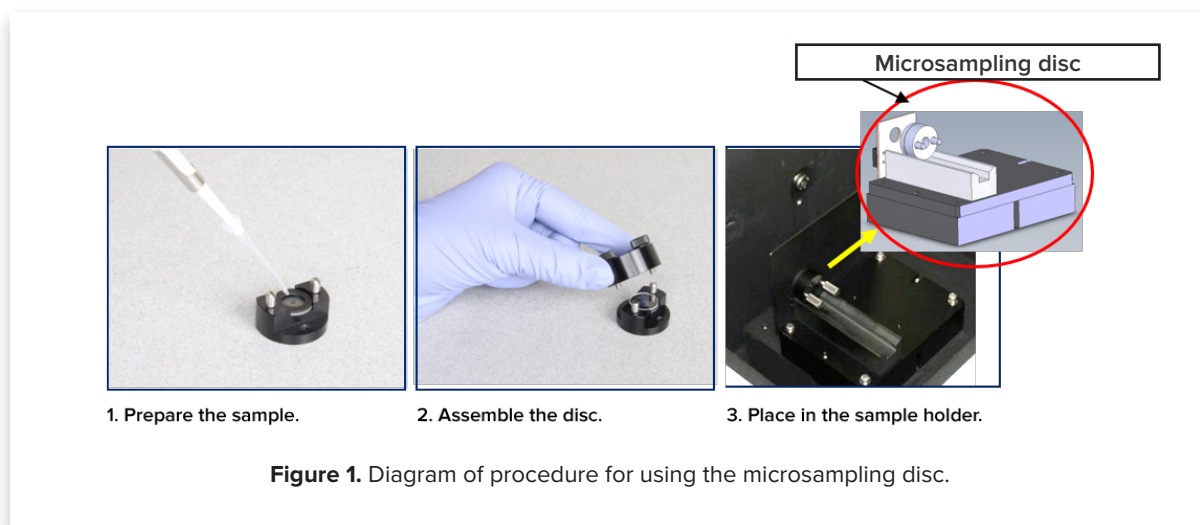 Microsampling disc
1. Prepare the sample.
2. Assemble the disc.
3. Place in the sample holder.
Figure 1. Diagram of procedure for using the microsampling disc.